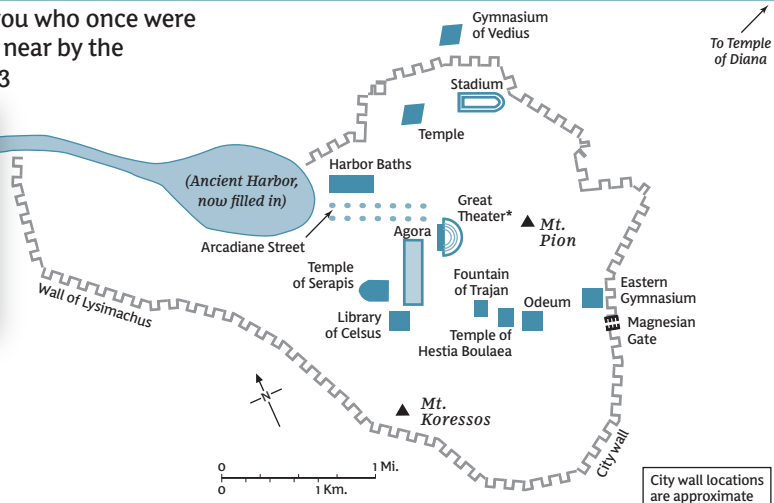 you who once were
near by the
3
Gymnasium
of Vedius
To Temple
of Diana
Stadium
Temple
Harbor Baths
(Ancient Harbor,
now filled in)
Great
Theater*
Mt.
Pion
Agora
Arcadiane Street
Temple
of Serapis
Fountain
of Trajan
Eastern
Gymnasium
Odeum
Wall of Lysimachus
Library
of Celsus
Magnesian
Gate
Temple of
Hestia Boulaea
N
Mt.
Koressos
City wall
0 1 Mi.
0 1 Km.
City wall locations
are approximate